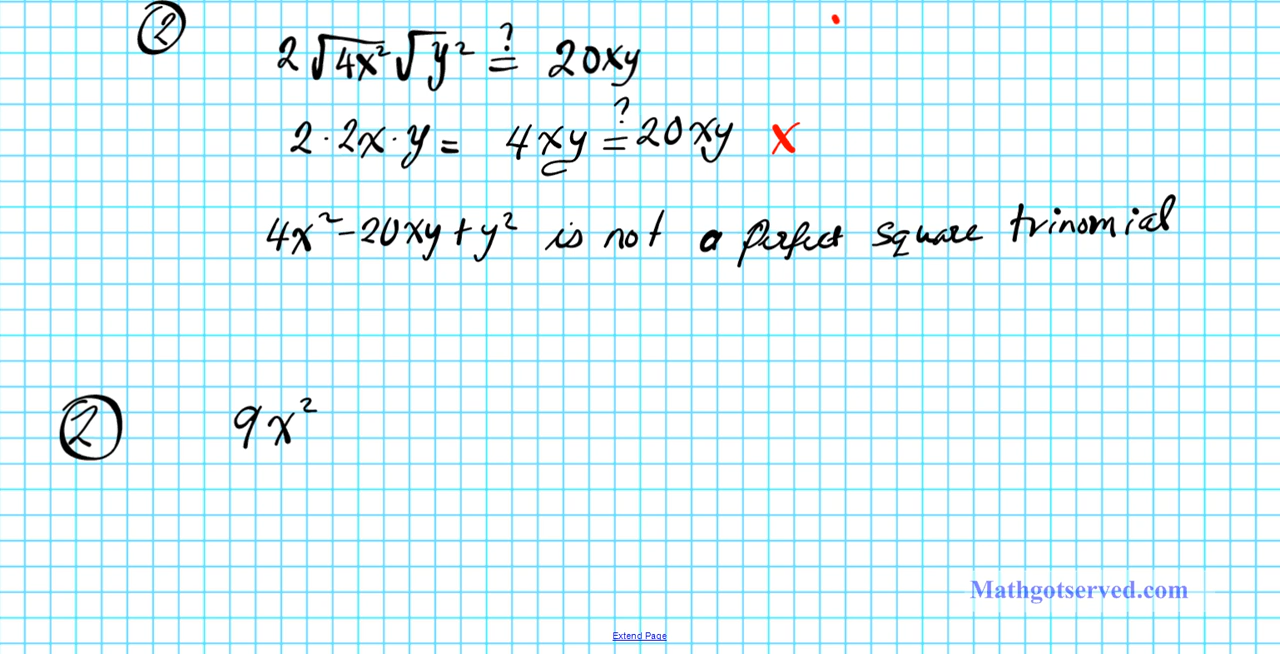 ② 2√4x² √y² ≟ 20xy
2·2x·y = 4xy ≟ 20xy X
4x² - 20xy + y² is not a perfect square trinomial
② 9x²
Mathgotserved.com
Extend Page